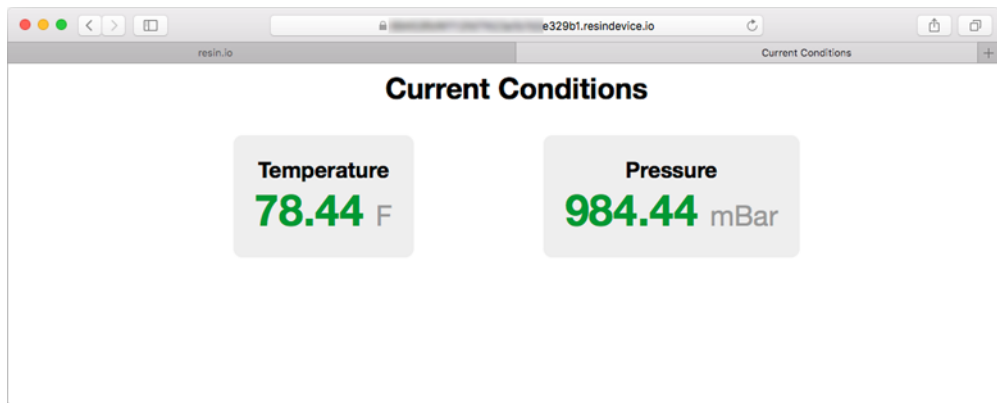 e329b1.resindevice.io
resin.io
Current Conditions
Current Conditions
Temperature
78.44 F
Pressure
984.44 mBar